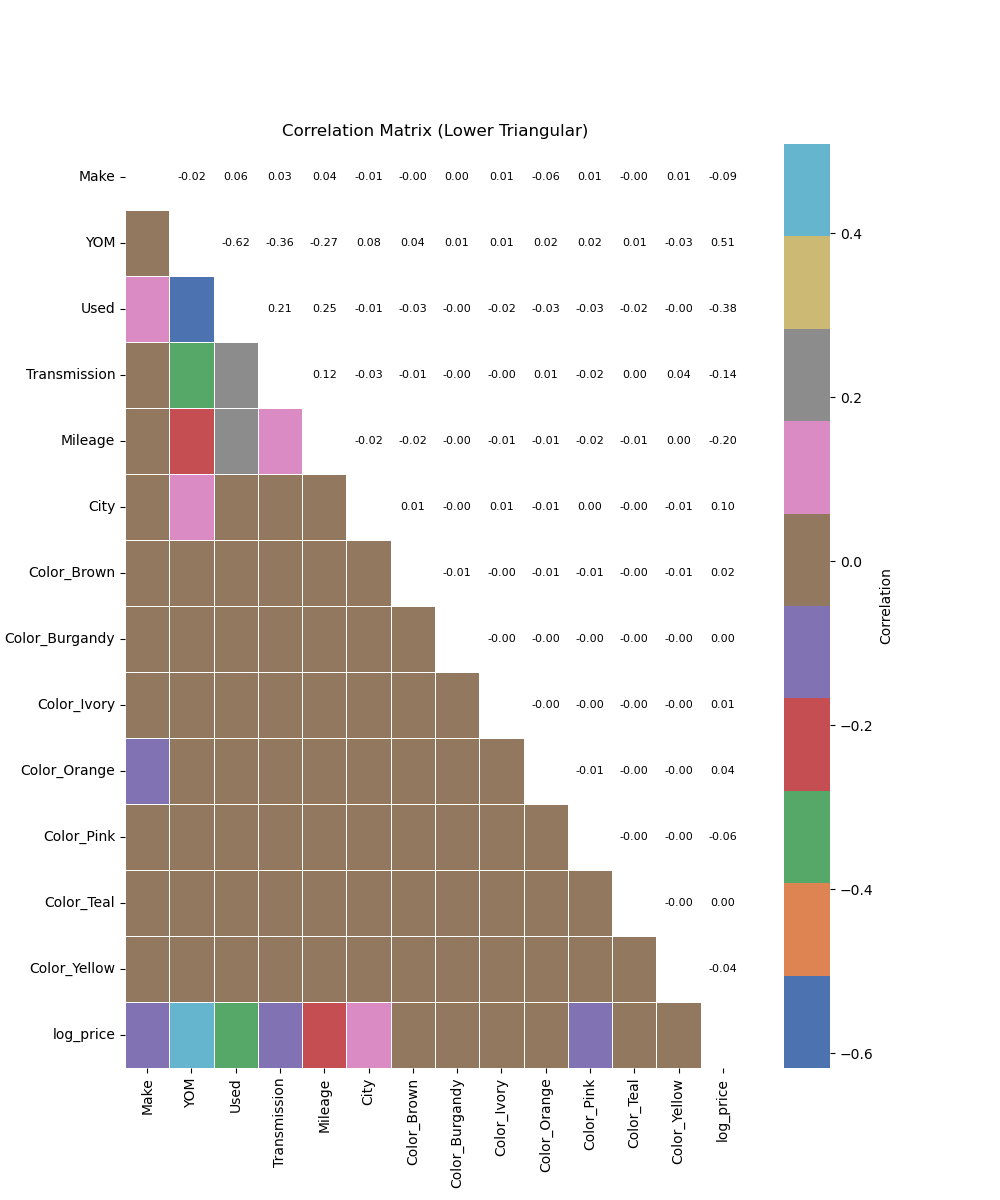 Correlation Matrix (Lower Triangular)
Make -0.02 0.06 0.03 0.04 -0.01 -0.00 0.00 0.01 -0.06 0.01 -0.00 0.01 -0.09
YOM -0.62 -0.36 -0.27 0.08 0.04 0.01 0.01 0.02 0.02 0.01 -0.03 0.51
Used 0.21 0.25 -0.01 -0.03 -0.00 -0.02 -0.03 -0.03 -0.02 -0.00 -0.38
Transmission 0.12 -0.03 -0.01 -0.00 -0.00 0.01 -0.02 0.00 0.04 -0.14
Mileage -0.02 -0.02 -0.00 -0.01 -0.01 -0.02 -0.01 0.00 -0.20
City 0.01 -0.00 0.01 -0.01 0.00 -0.00 -0.01 0.10
Color_Brown -0.01 -0.00 -0.01 -0.01 -0.00 -0.01 0.02
Color_Burgandy -0.00 -0.00 -0.00 -0.00 -0.00 0.00
Color_Ivory -0.00 -0.00 -0.00 -0.00 0.01
Color_Orange -0.01 -0.00 -0.00 0.04
Color_Pink -0.00 -0.00 -0.06
Color_Teal -0.00 0.00
Color_Yellow -0.04
log_price
Make
YOM
Used
Transmission
Mileage
City
Color_Brown
Color_Burgandy
Color_Ivory
Color_Orange
Color_Pink
Color_Teal
Color_Yellow
log_price
0.4
0.2
0.0
−0.2
−0.4
−0.6
Correlation